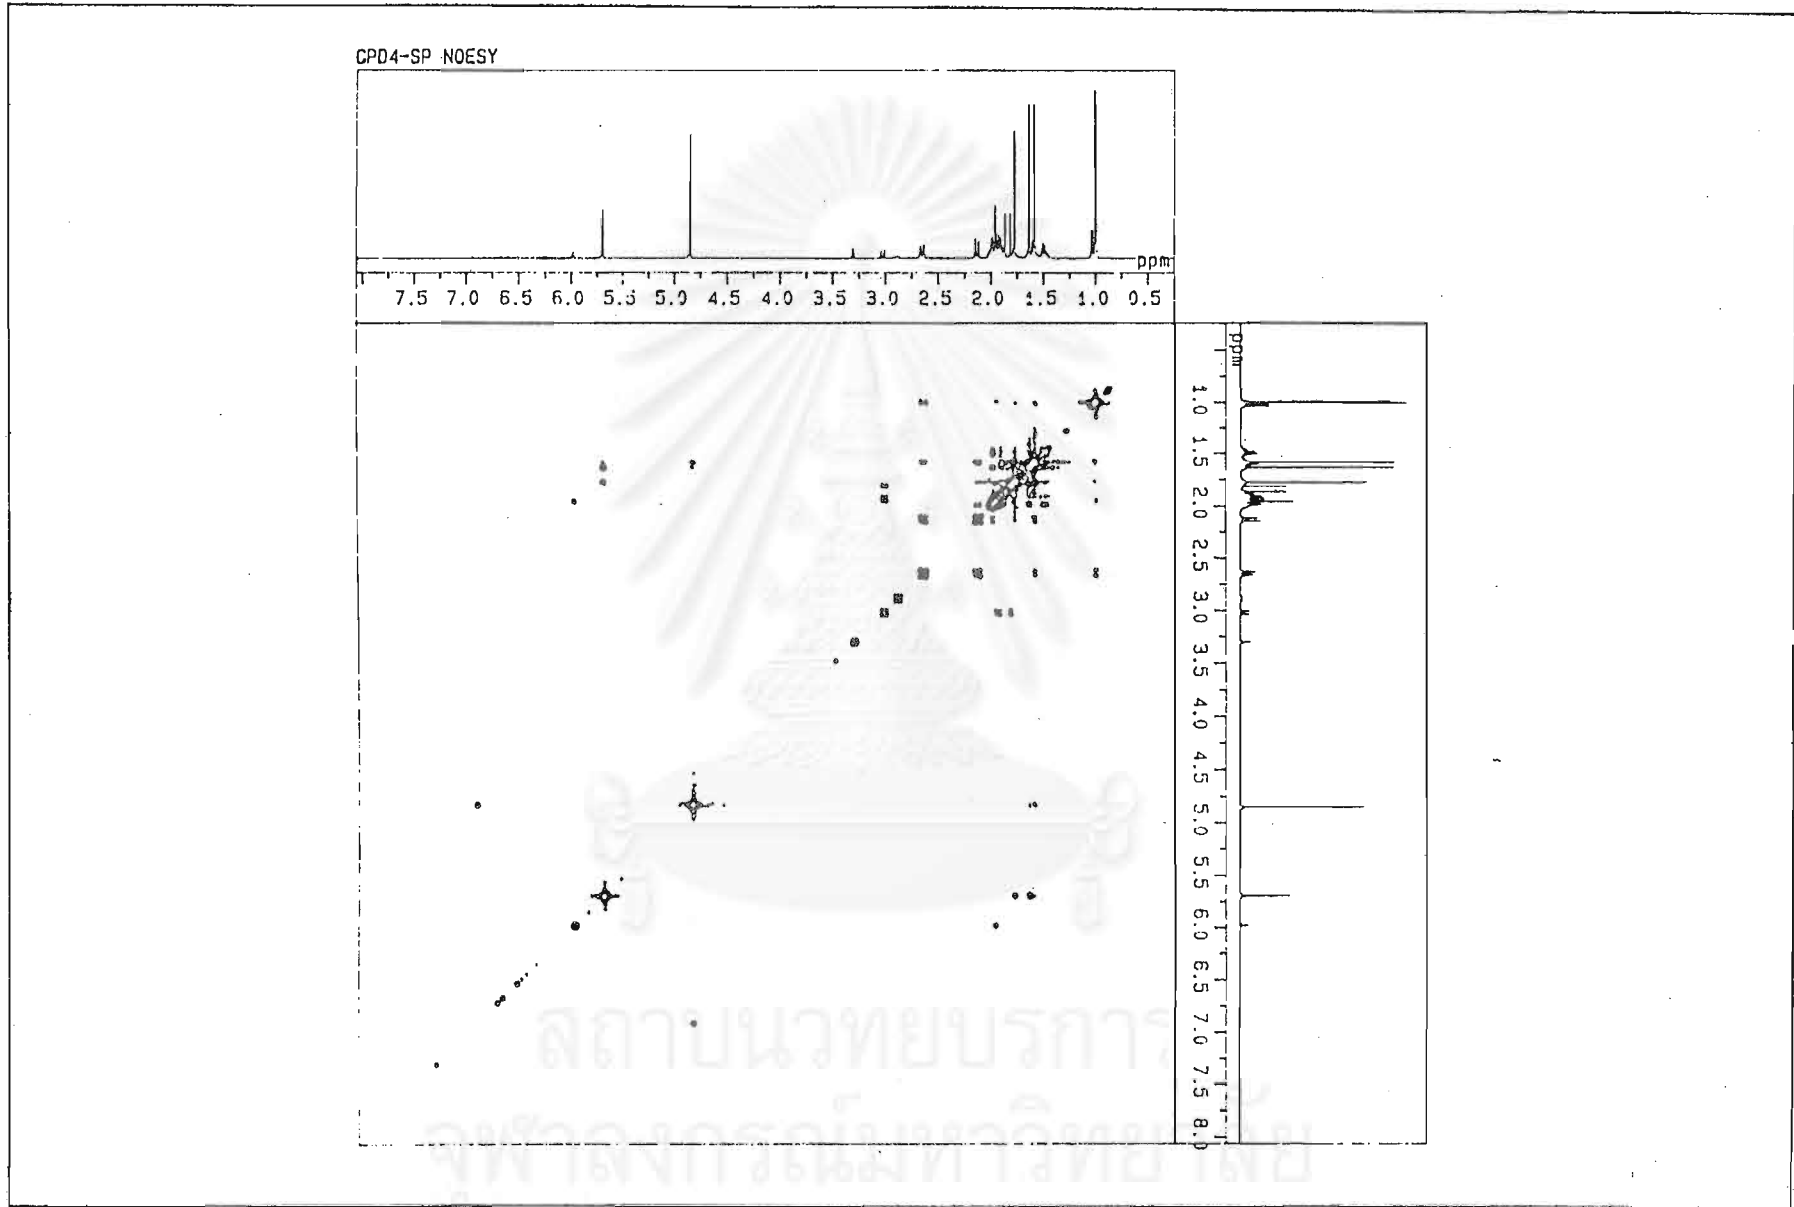 CPD4-SP NOESY
ppm
7.5 7.0 6.5 6.0 5.5 5.0 4.5 4.0 3.5 3.0 2.5 2.0 1.5 1.0 0.5
ppm
1.0 1.5 2.0 2.5 3.0 3.5 4.0 4.5 5.0 5.5 6.0 6.5 7.0 7.5 8.0
สถาบันวิทยบริการ
จุฬาลงกรณ์มหาวิทยาลัย